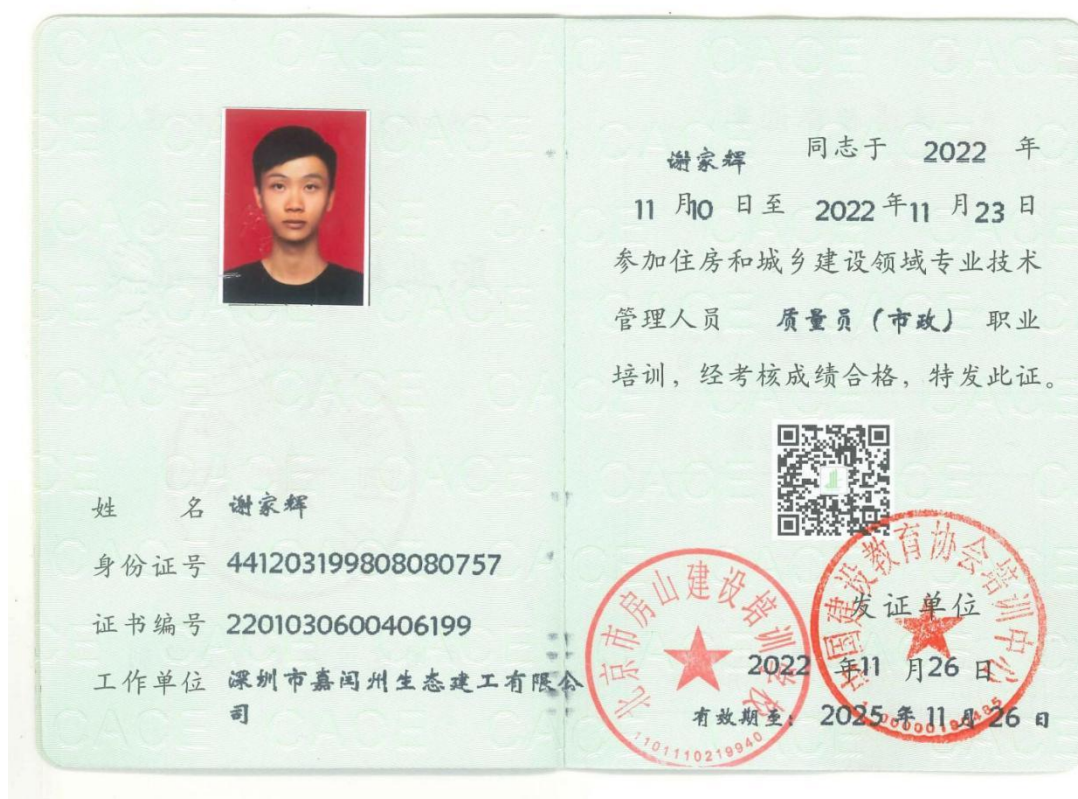 姓 名 谢家辉
身份证号 441203199808080757
证书编号 2201030600406199
工作单位 深圳市嘉闰州生态建工有限公
司
谢家辉 同志于 2022 年
11 月10 日至 2022 年11 月23 日
参加住房和城乡建设领域专业技术
管理人员 质量员（市政） 职业
培训，经考核成绩合格，特发此证。
北京市房山建设培训学校
1101110219940
中国建设教育协会培训中心
发证单位
2022 年11 月26 日
有效期至：2025 年 11 月 26 日